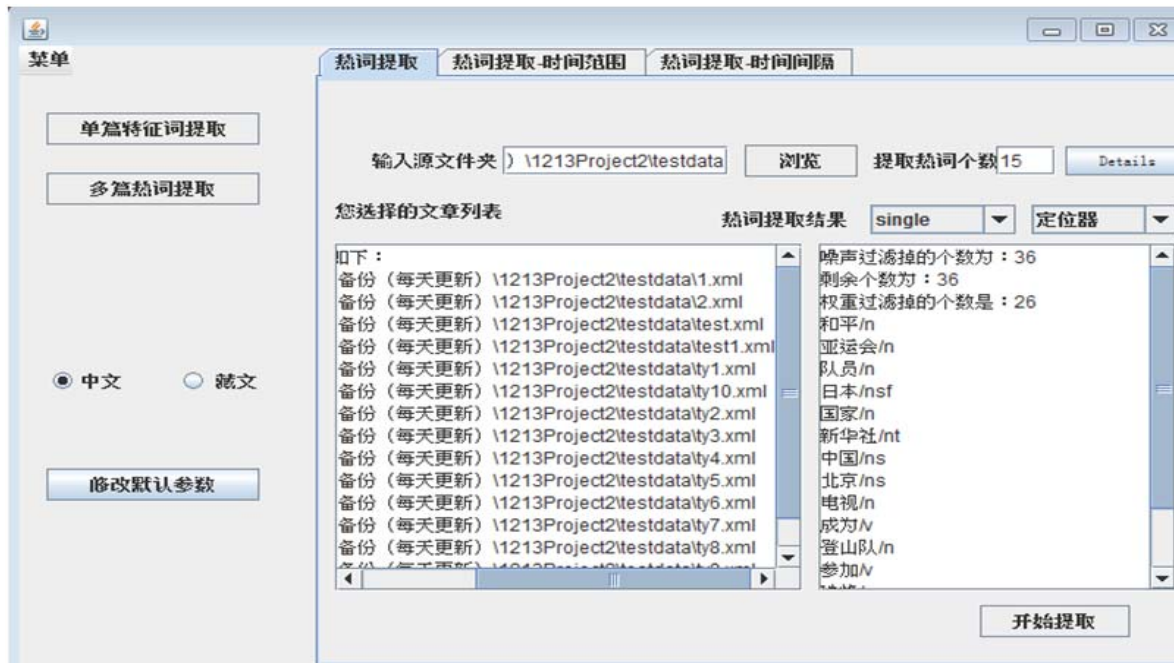 菜单
热词提取 热词提取-时间范围 热词提取-时间间隔
单篇特征词提取
输入源文件夹 ）\1213Project2\testdata 浏览 提取热词个数 15 Details
多篇热词提取
您选择的文章列表 热词提取结果 single 定位器
如下：
备份（每天更新）\1213Project2\testdata\1.xml
备份（每天更新）\1213Project2\testdata\2.xml
备份（每天更新）\1213Project2\testdata\test.xml
备份（每天更新）\1213Project2\testdata\test1.xml
备份（每天更新）\1213Project2\testdata\ty1.xml
备份（每天更新）\1213Project2\testdata\ty10.xml
备份（每天更新）\1213Project2\testdata\ty2.xml
备份（每天更新）\1213Project2\testdata\ty3.xml
备份（每天更新）\1213Project2\testdata\ty4.xml
备份（每天更新）\1213Project2\testdata\ty5.xml
备份（每天更新）\1213Project2\testdata\ty6.xml
备份（每天更新）\1213Project2\testdata\ty7.xml
备份（每天更新）\1213Project2\testdata\ty8.xml
噪声过滤掉的个数为：36
剩余个数为：36
权重过滤掉的个数是：26
和平/n
亚运会/n
队员/n
日本/nsf
国家/n
新华社/nt
中国/ns
北京/ns
电视/n
成为/v
登山队/n
参加/v
中文 藏文
修改默认参数
开始提取